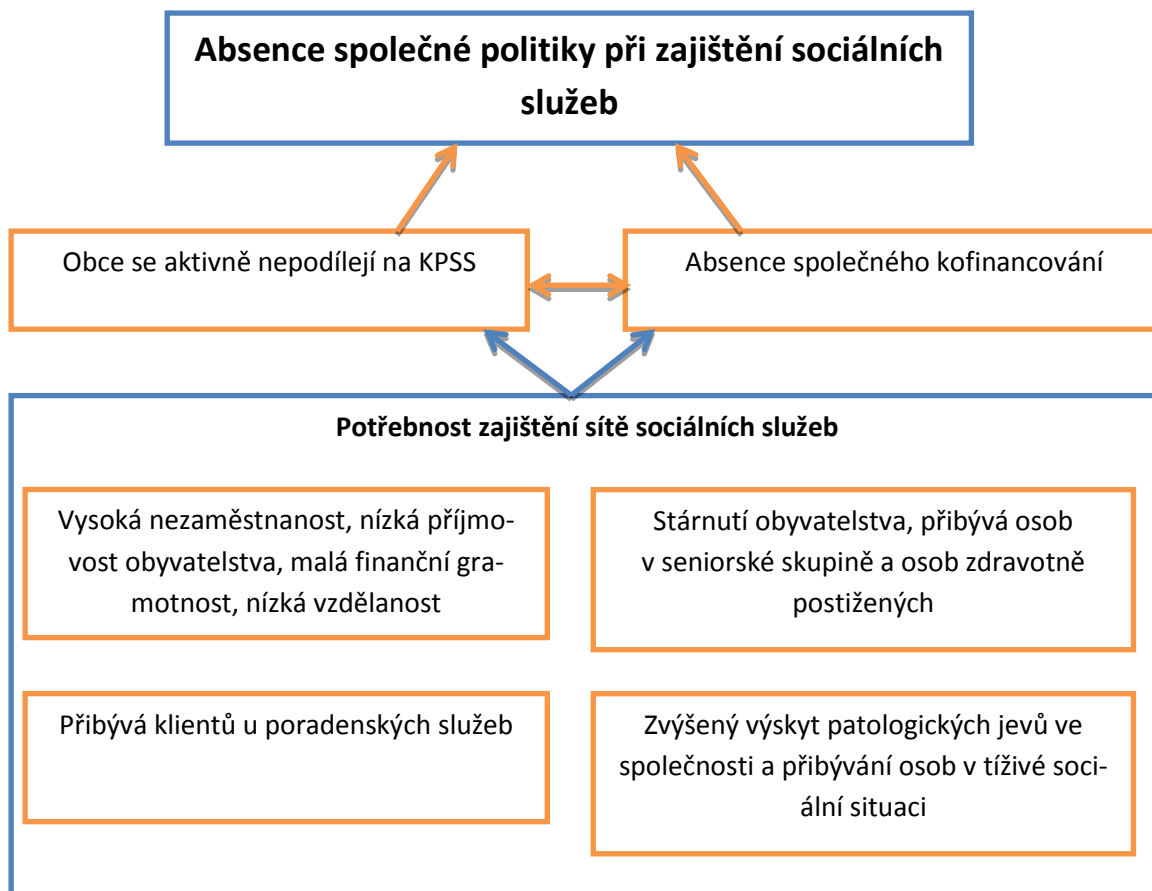 Absence společné politiky při zajištění sociálních
služeb
Obce se aktivně nepodílejí na KPSS
Absence společného kofinancování
Potřebnost zajištění sítě sociálních služeb
Vysoká nezaměstnanost, nízká příjmo-
vost obyvatelstva, malá finanční gra-
motnost, nízká vzdělanost
Stárnutí obyvatelstva, přibývá osob
v seniorské skupině a osob zdravotně
postižených
Přibývá klientů u poradenských služeb
Zvýšený výskyt patologických jevů ve
společnosti a přibývání osob v tíživé soci-
ální situaci